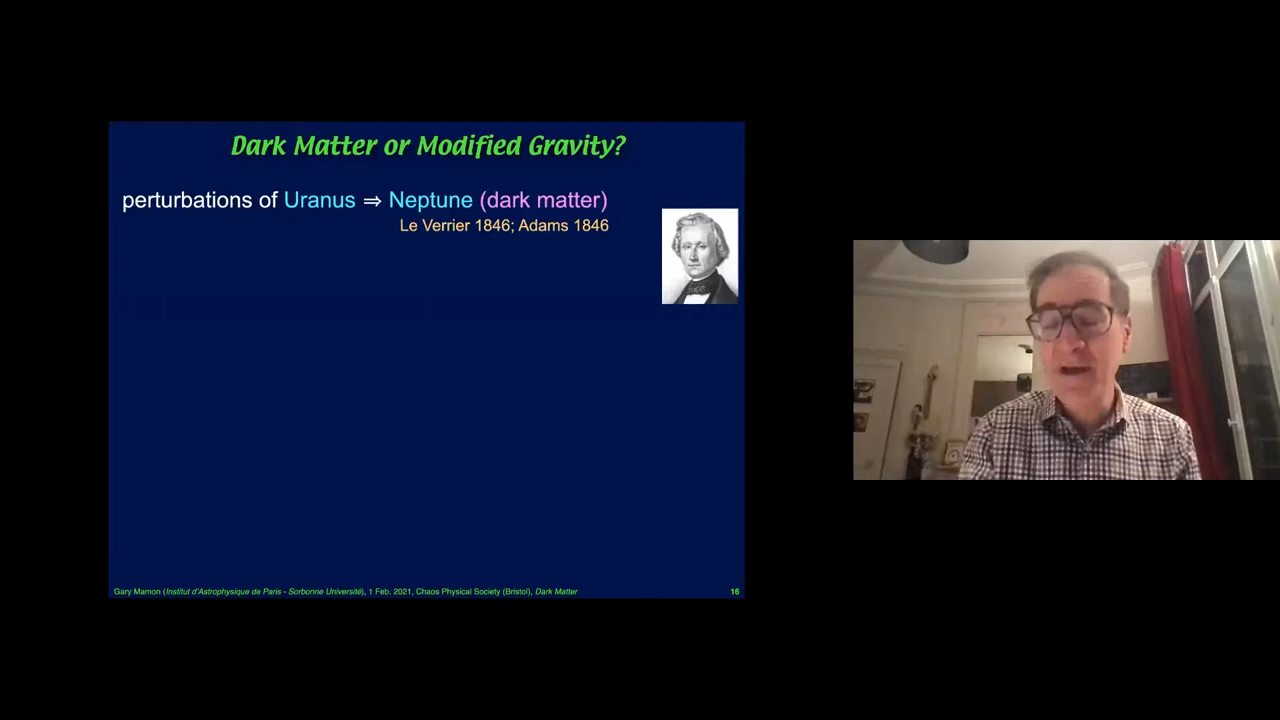 Dark Matter or Modified Gravity?
perturbations of Uranus ⇒ Neptune (dark matter)
Le Verrier 1846; Adams 1846
Gary Mamon (Institut d'Astrophysique de Paris - Sorbonne Université), 1 Feb. 2021, Chaos Physical Society (Bristol), Dark Matter
16